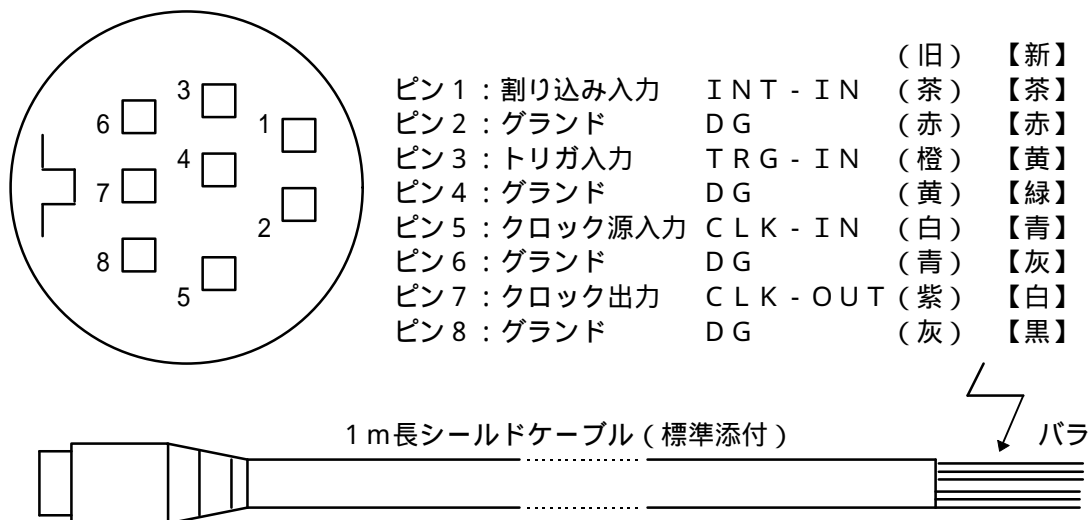 (旧) 【新】
ピン1:割り込み入力 INT-IN (茶) 【茶】
ピン2:グランド DG (赤) 【赤】
ピン3:トリガ入力 TRG-IN (橙) 【黄】
ピン4:グランド DG (黄) 【緑】
ピン5:クロック源入力 CLK-IN (白) 【青】
ピン6:グランド DG (青) 【灰】
ピン7:クロック出力 CLK-OUT (紫) 【白】
ピン8:グランド DG (灰) 【黒】
3
6
1
4
7
2
8
5
1m長シールドケーブル(標準添付)
バラ